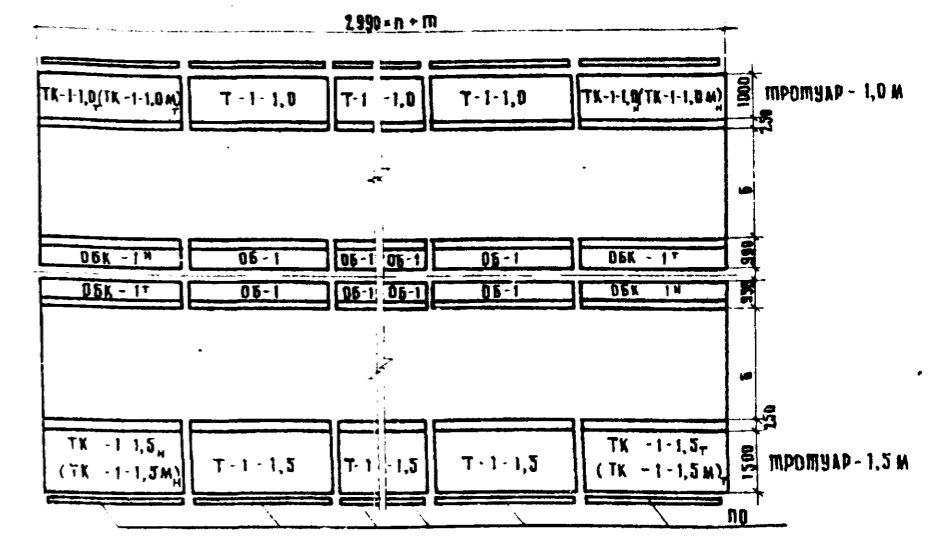 2990×n + m
ТК-1-1,0т(ТК-1-1,0м)т Т-1-1,0 Т-1 -1,0 Т-1-1,0 ТК-1-1,0н(ТК-1-1,0м)н 1000 ТРОТУАР - 1,0 м
250
Б
ОБК - 1н ОБ-1 ОБ-1 ОБ-1 ОБ-1 ОБК - 1т 990
ОБК - 1т ОБ-1 ОБ-1 ОБ-1 ОБ-1 ОБК 1н 990
Б
250
ТК -1 1,5н Т-1-1,5 Т-1 -1,5 Т-1-1,5 ТК -1-1,5т 1500 ТРОТУАР - 1,5 м
(ТК -1-1,5м)н (ТК -1-1,5м)т
ПО